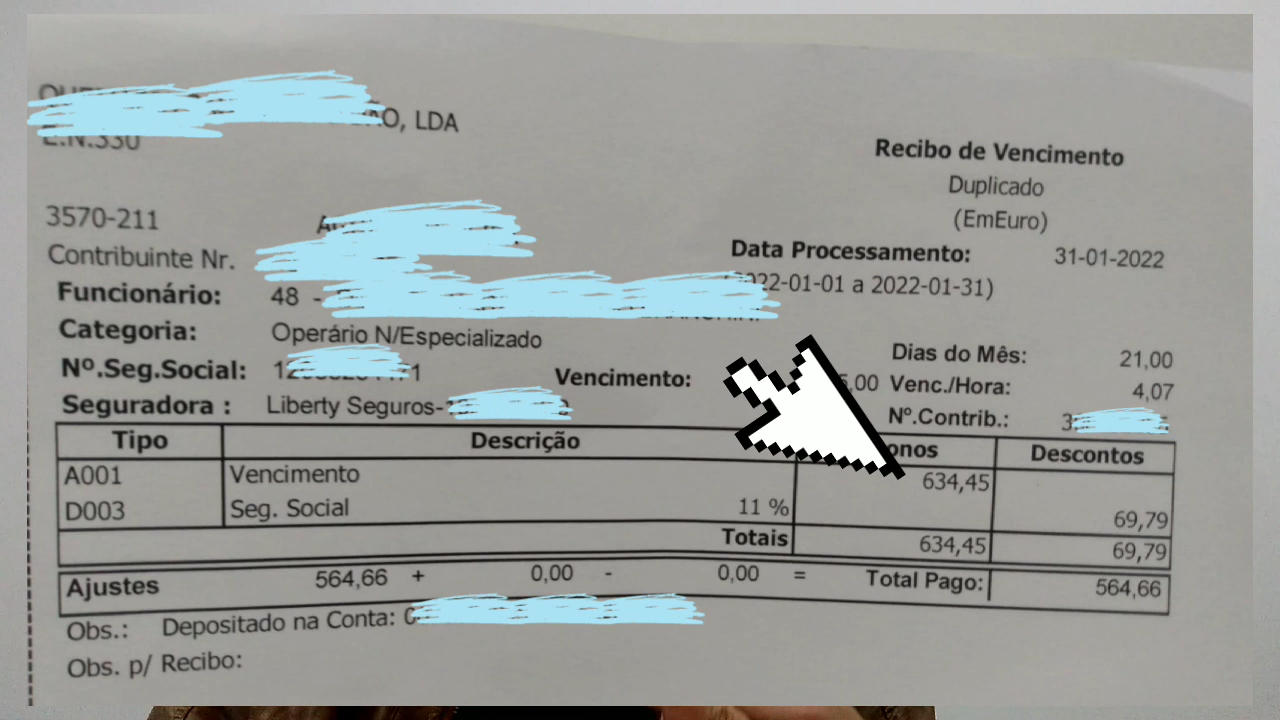 LDA
E.N.330
Recibo de Vencimento
Duplicado
(EmEuro)
3570-211
Contribuinte Nr.
Data Processamento: 31-01-2022
2022-01-01 a 2022-01-31)
Funcionário: 48 -
Categoria: Operário N/Especializado
Dias do Mês: 21,00
Nº.Seg.Social:
Vencimento: Venc./Hora: 4,07
Seguradora : Liberty Seguros- Nº.Contrib.:
Tipo Descrição Descontos
A001 Vencimento 634,45
D003 Seg. Social 11 % 69,79
Totais 634,45 69,79
Ajustes 564,66 + 0,00 - 0,00 = Total Pago: 564,66
Obs.: Depositado na Conta:
Obs. p/ Recibo: